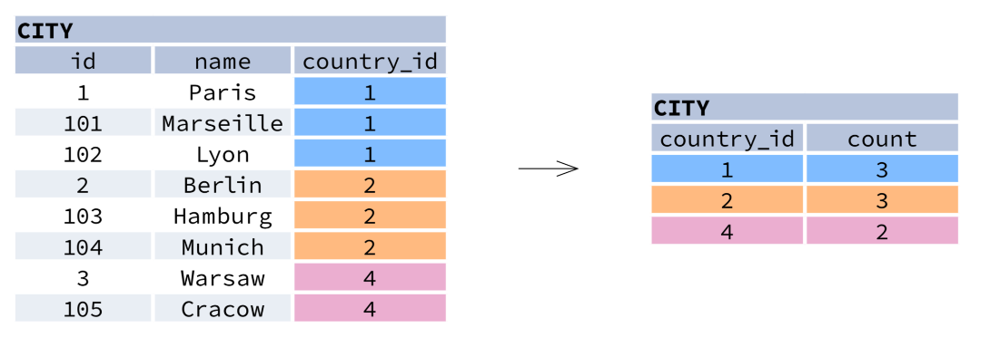 CITY
id name country_id
1 Paris 1
101 Marseille 1
102 Lyon 1
2 Berlin 2
103 Hamburg 2
104 Munich 2
3 Warsaw 4
105 Cracow 4
CITY
country_id count
1 3
2 3
4 2